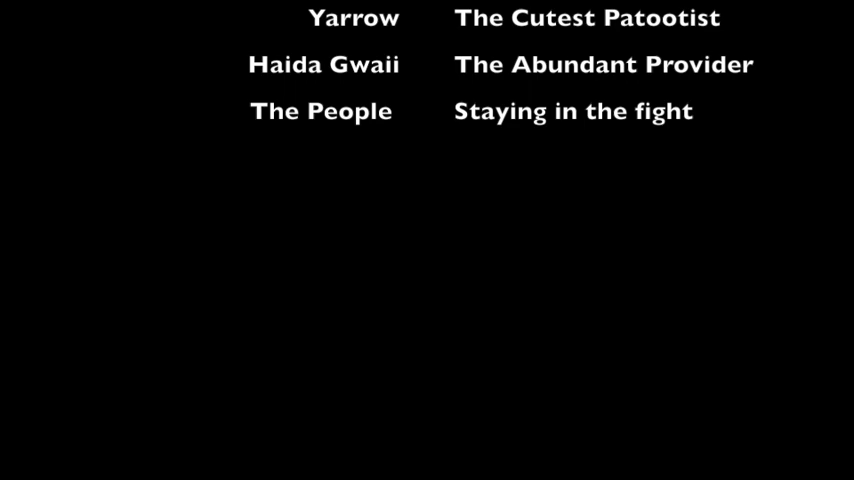 Yarrow The Cutest Patootist
Haida Gwaii The Abundant Provider
The People Staying in the fight